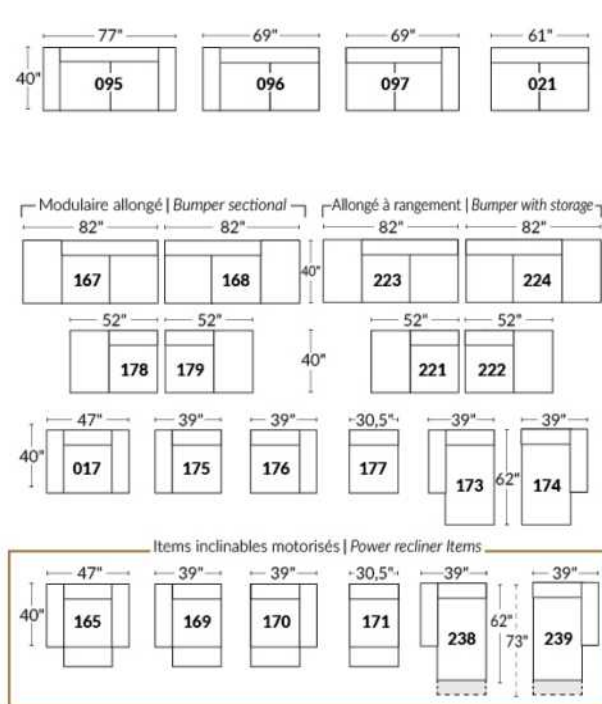 77" 69" 69" 61"
40" 095 096 097 021
Modulaire allongé | Bumper sectional Allongé à rangement | Bumper with storage
82" 82" 82" 82"
167 168 40" 223 224
52" 52" 52" 52"
178 179 40" 221 222
47" 39" 39" 30,5" 39" 39"
40" 017 175 176 177 173 62" 174
Items inclinables motorisés | Power recliner Items
47" 39" 39" 30,5" 39" 39"
40" 165 169 170 171 238 62" 73" 239